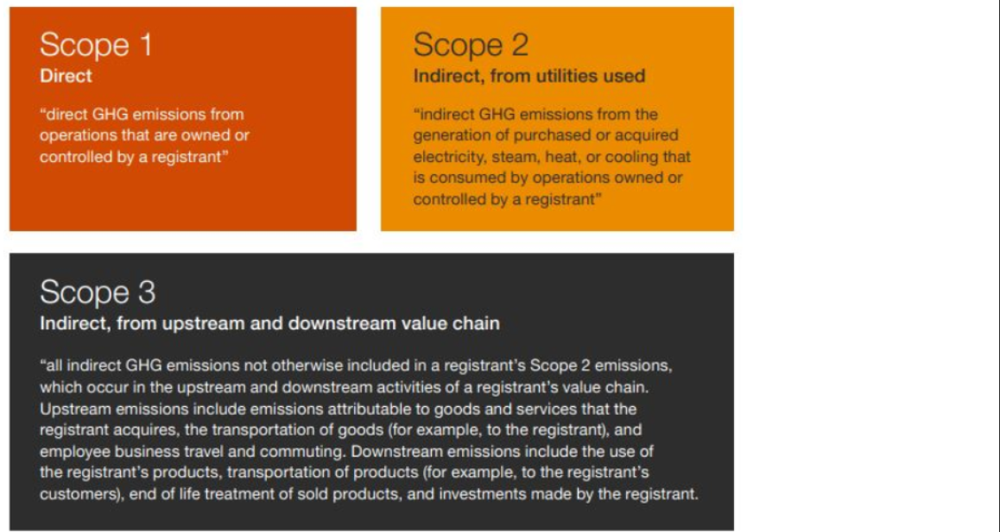 Scope 1
Direct
“direct GHG emissions from
operations that are owned or
controlled by a registrant”
Scope 2
Indirect, from utilities used
“indirect GHG emissions from the
generation of purchased or acquired
electricity, steam, heat, or cooling that
is consumed by operations owned or
controlled by a registrant”
Scope 3
Indirect, from upstream and downstream value chain
“all indirect GHG emissions not otherwise included in a registrant’s Scope 2 emissions,
which occur in the upstream and downstream activities of a registrant’s value chain.
Upstream emissions include emissions attributable to goods and services that the
registrant acquires, the transportation of goods (for example, to the registrant), and
employee business travel and commuting. Downstream emissions include the use of
the registrant’s products, transportation of products (for example, to the registrant’s
customers), end of life treatment of sold products, and investments made by the registrant.